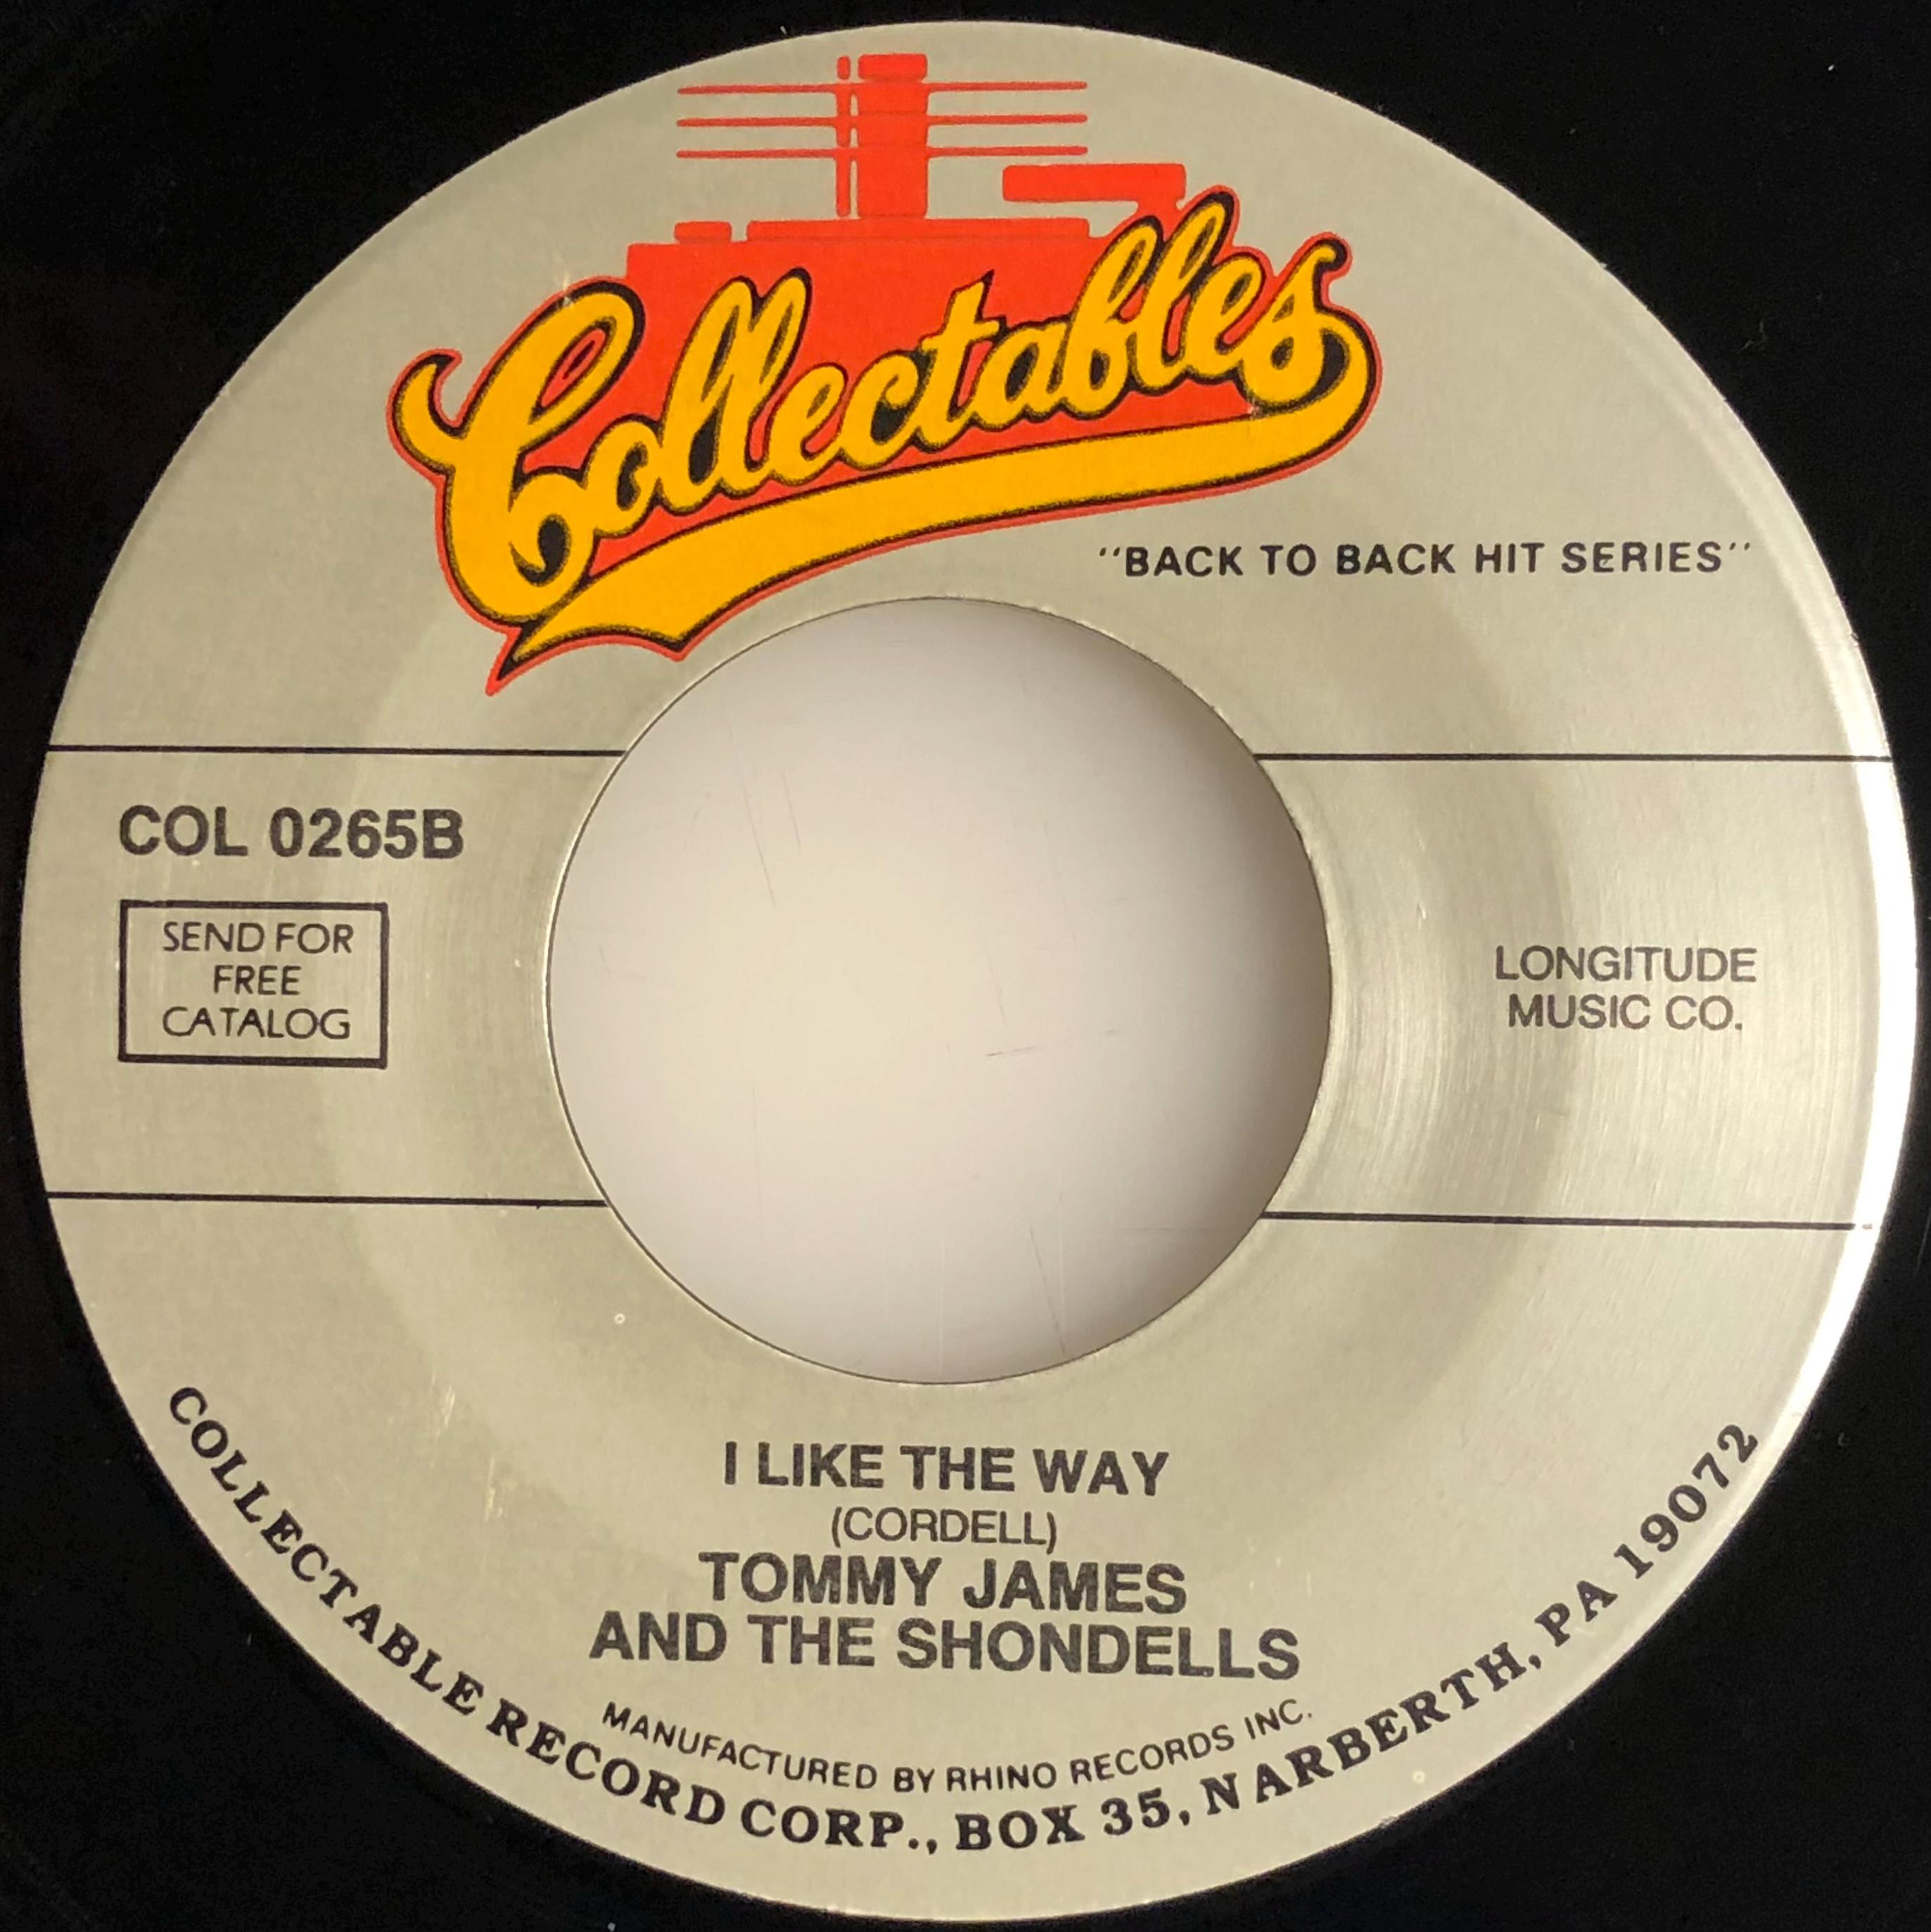 Collectables
"BACK TO BACK HIT SERIES"
COL 0265B
SEND FOR
FREE
CATALOG
LONGITUDE
MUSIC CO.
I LIKE THE WAY
(CORDELL)
TOMMY JAMES
AND THE SHONDELLS
MANUFACTURED BY RHINO RECORDS INC.
COLLECTABLE RECORD CORP., BOX 35, NARBERTH, PA 19072